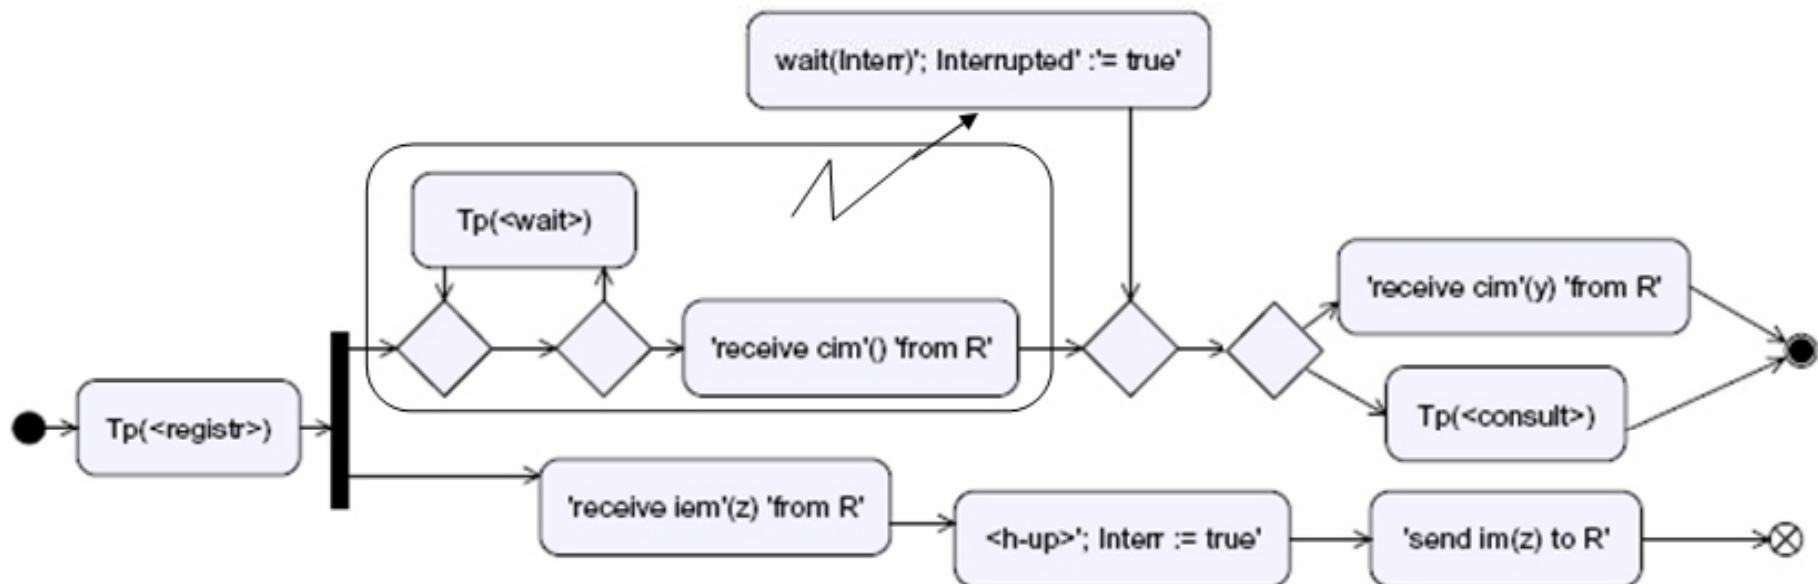 wait(Interr)'; Interrupted' :'= true'
Tp(<wait>)
'receive cim'(y) 'from R'
'receive cim'() 'from R'
Tp(<registr>)
Tp(<consult>)
'receive iem'(z) 'from R'
<h-up>'; Interr := true'
'send im(z) to R'